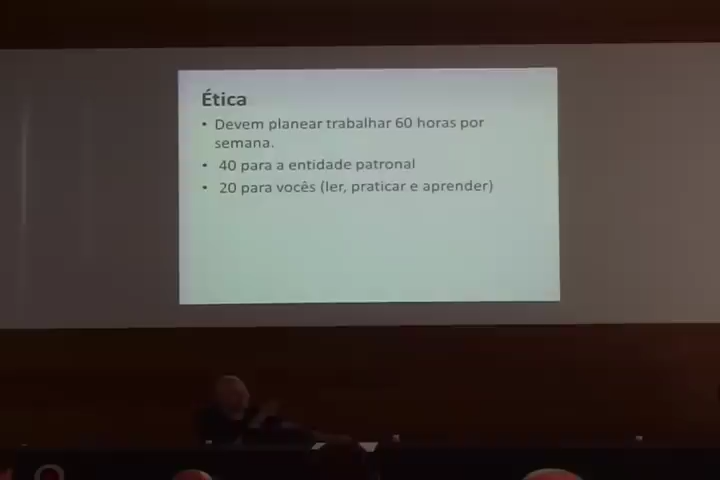 Ética
• Devem planear trabalhar 60 horas por
semana.
• 40 para a entidade patronal
• 20 para vocês (ler, praticar e aprender)